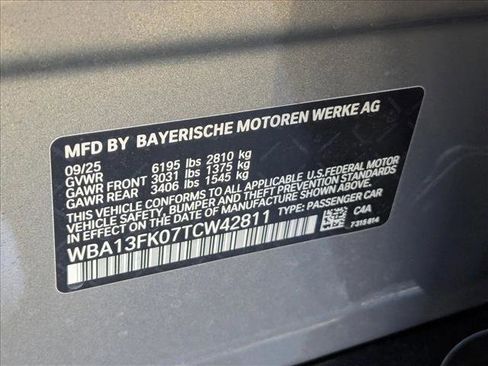 MFD BY BAYERISCHE MOTOREN WERKE AG
09/25
GVWR 6195 lbs 2810 kg
GAWR FRONT 3031 lbs 1375 kg
GAWR REAR 3406 lbs 1545 kg
THIS VEHICLE CONFORMS TO ALL APPLICABLE U.S.FEDERAL MOTOR
VEHICLE SAFETY, BUMPER, AND THEFT PREVENTION STANDARDS
IN EFFECT ON THE DATE OF MANUFACTURE SHOWN ABOVE.
WBA13FK07TCW42811 TYPE: PASSENGER CAR
C4A
7315814